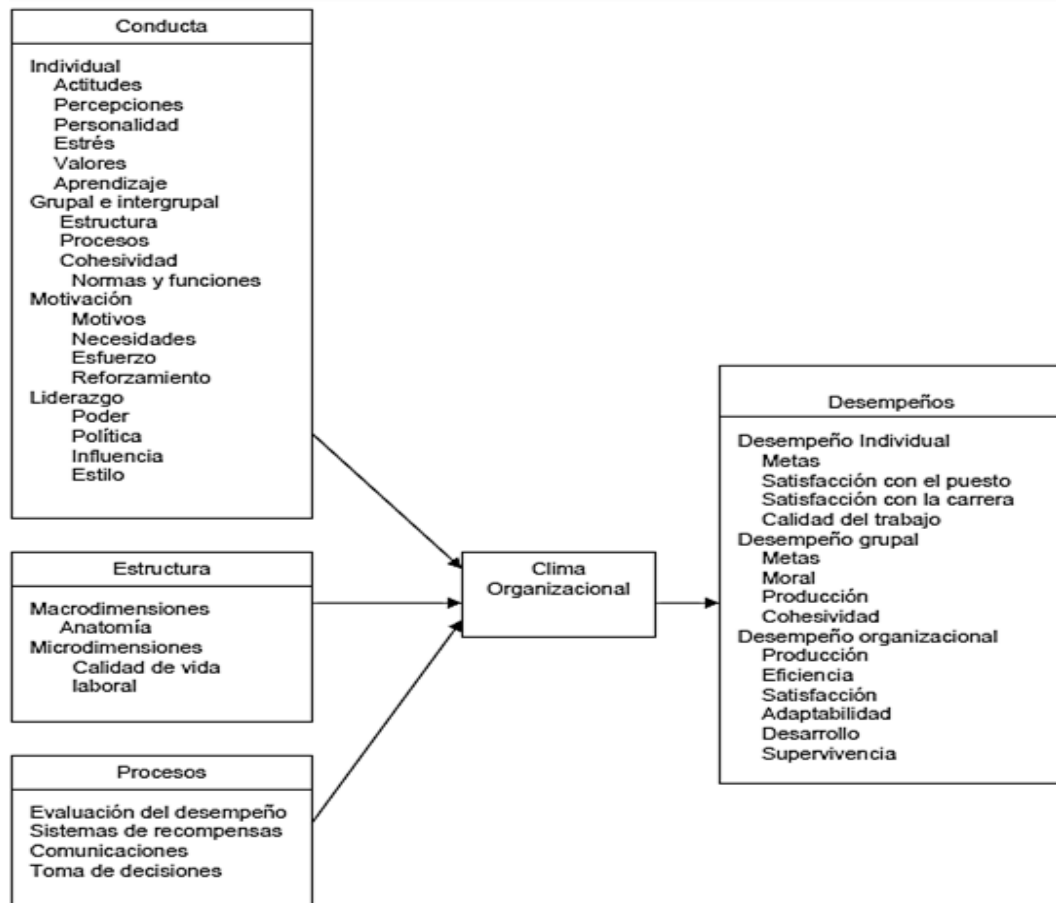 Conducta
Individual
Actitudes
Percepciones
Personalidad
Estrés
Valores
Aprendizaje
Grupal e intergrupal
Estructura
Procesos
Cohesividad
Normas y funciones
Motivación
Motivos
Necesidades
Esfuerzo
Reforzamiento
Liderazgo
Poder
Política
Influencia
Estilo
Estructura
Macrodimensiones
Anatomía
Microdimensiones
Calidad de vida
laboral
Procesos
Evaluación del desempeño
Sistemas de recompensas
Comunicaciones
Toma de decisiones
Clima
Organizacional
Desempeños
Desempeño Individual
Metas
Satisfacción con el puesto
Satisfacción con la carrera
Calidad del trabajo
Desempeño grupal
Metas
Moral
Producción
Cohesividad
Desempeño organizacional
Producción
Eficiencia
Satisfacción
Adaptabilidad
Desarrollo
Supervivencia